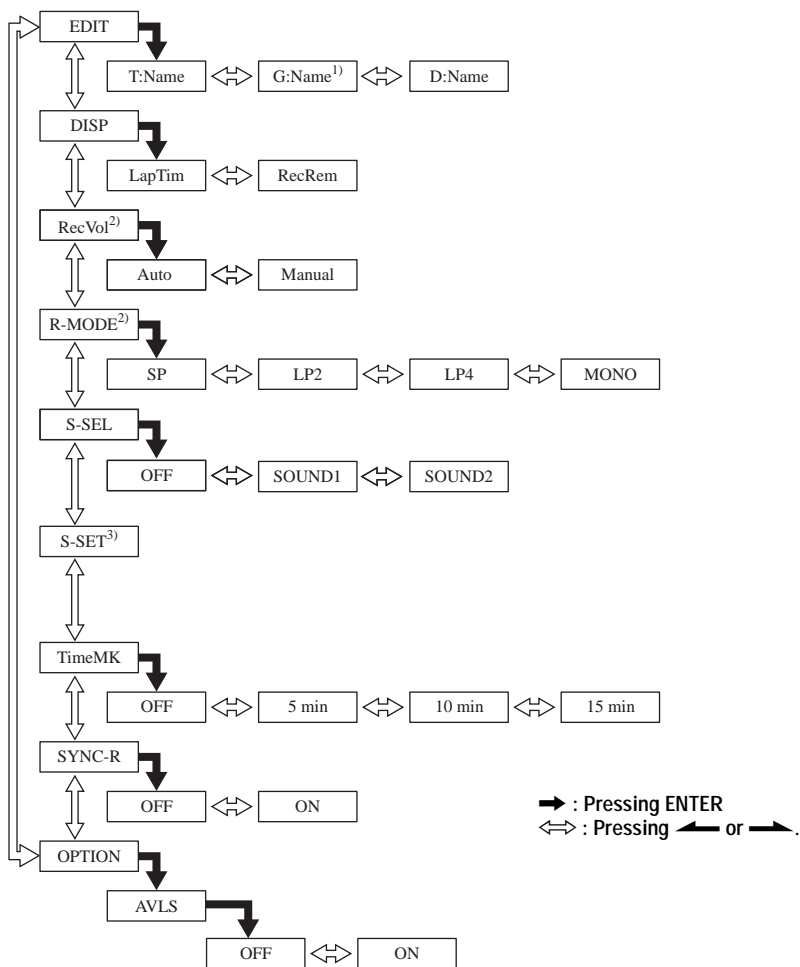 EDIT
T:Name G:Name1) D:Name
DISP
LapTim RecRem
RecVol2)
Auto Manual
R-MODE2)
SP LP2 LP4 MONO
S-SEL
OFF SOUND1 SOUND2
S-SET3)
TimeMK
OFF 5 min 10 min 15 min
SYNC-R
OFF ON
: Pressing ENTER
: Pressing or .
OPTION
AVLS
OFF ON